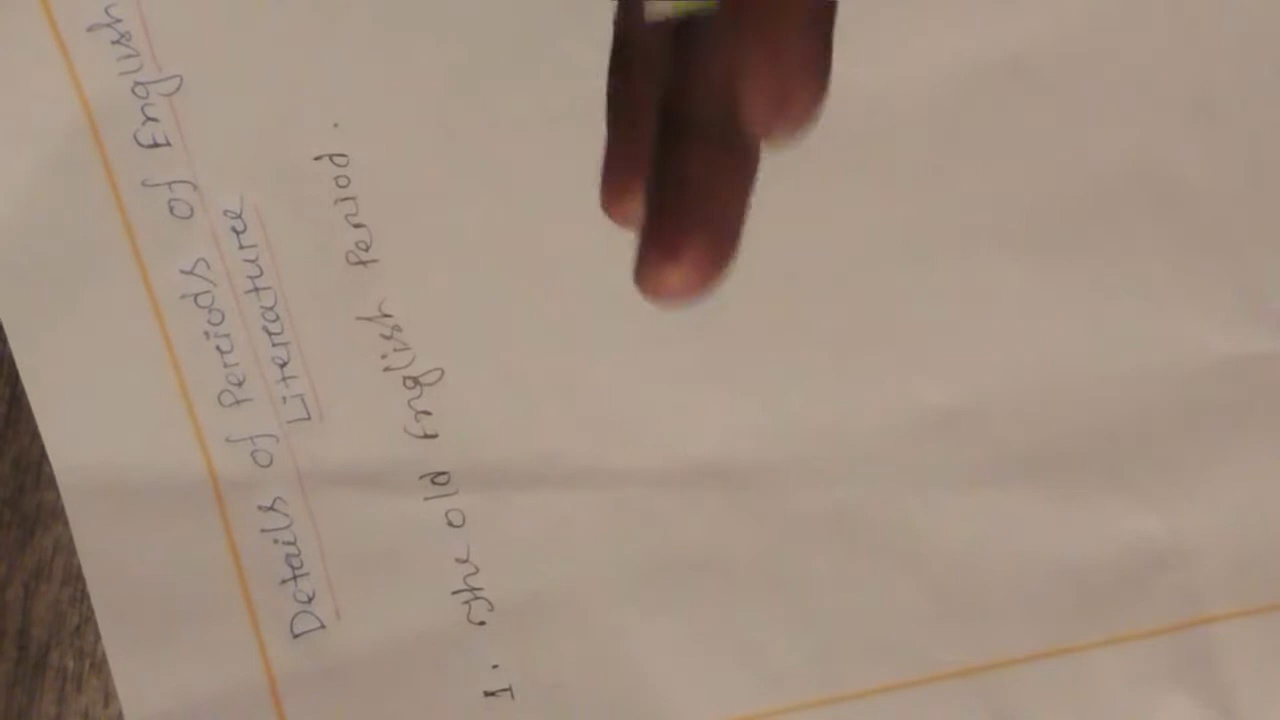 Details of Periods of English
Literature
1. The old English Period.